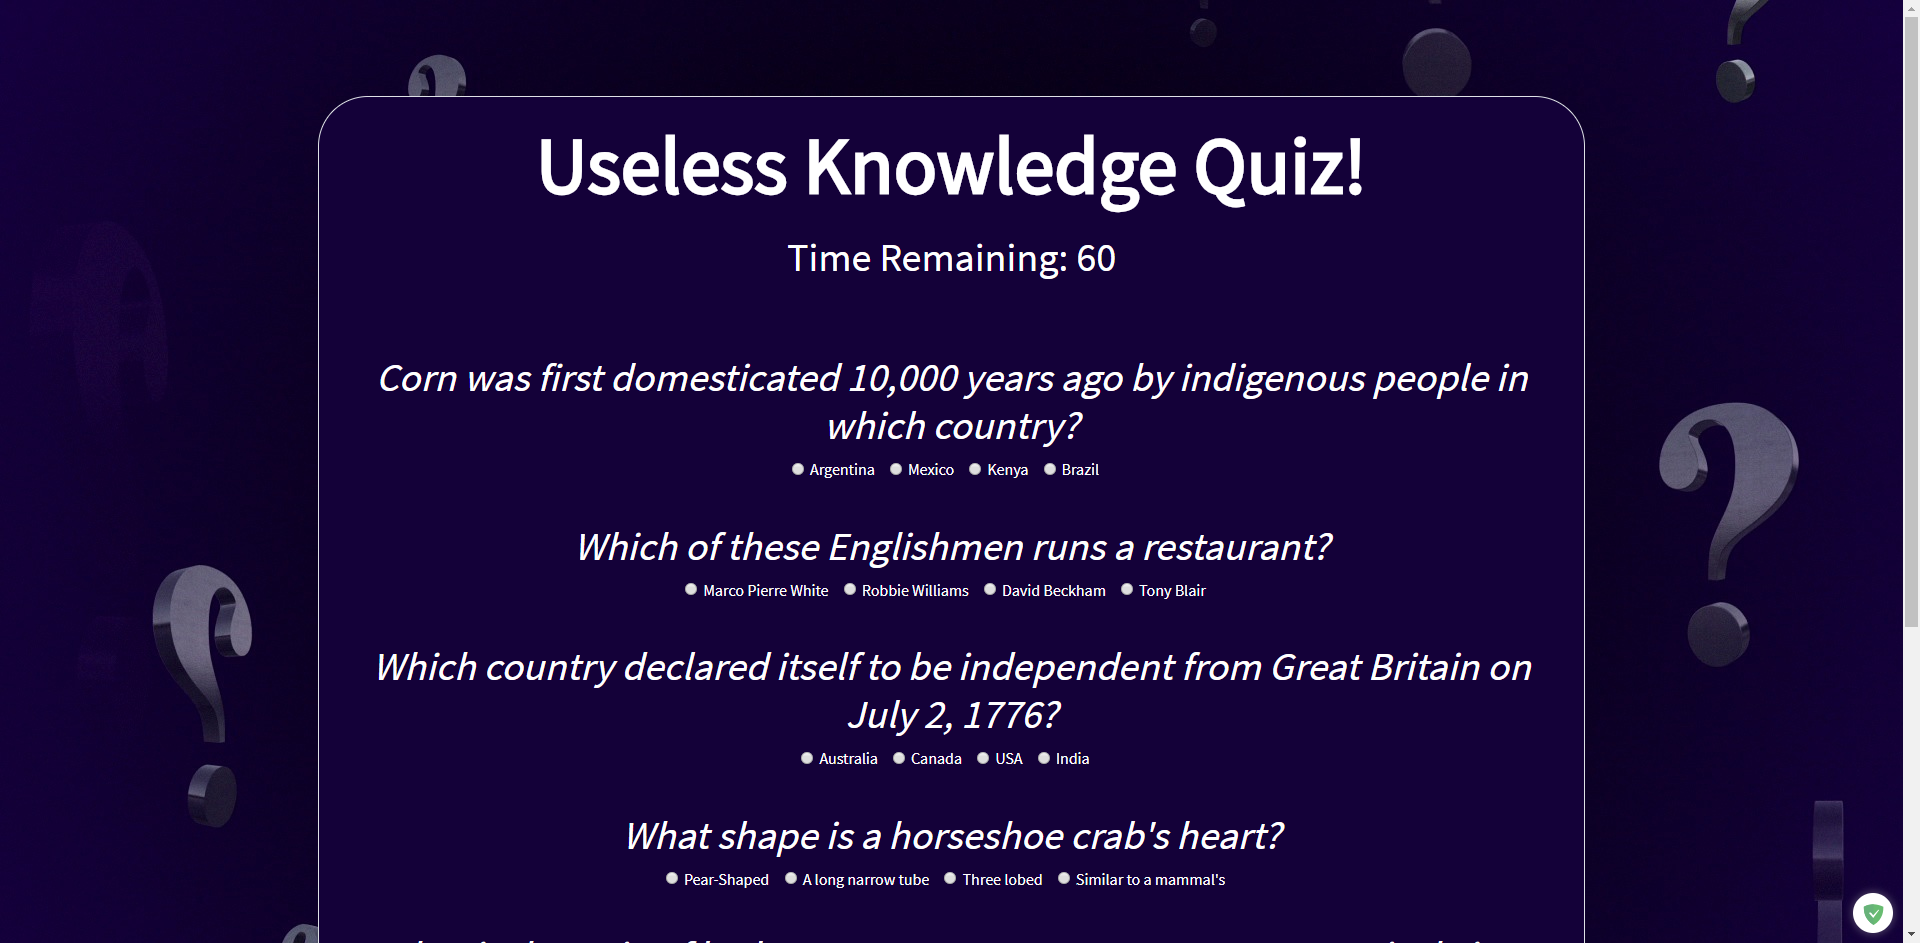 Useless Knowledge Quiz!
Time Remaining: 60
Corn was first domesticated 10,000 years ago by indigenous people in
which country?
Argentina Mexico Kenya Brazil
Which of these Englishmen runs a restaurant?
Marco Pierre White Robbie Williams David Beckham Tony Blair
Which country declared itself to be independent from Great Britain on
July 2, 1776?
Australia Canada USA India
What shape is a horseshoe crab's heart?
Pear-Shaped A long narrow tube Three lobed Similar to a mammal's